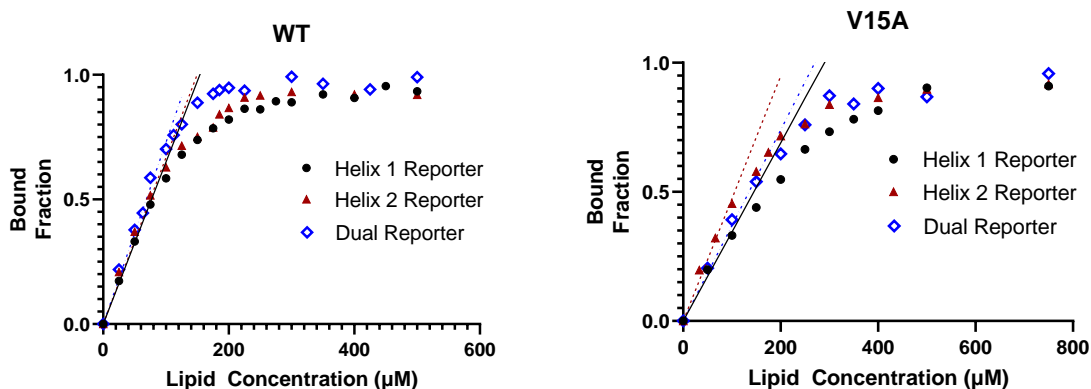 WT
1.0
0.5
0.0
0
200
400
600
Bound
Fraction
Lipid Concentration (µM)
Helix 1 Reporter
Helix 2 Reporter
Dual Reporter
V15A
1.0
0.5
0.0
0
200
400
600
800
Bound
Fraction
Lipid Concentration (µM)
Helix 1 Reporter
Helix 2 Reporter
Dual Reporter